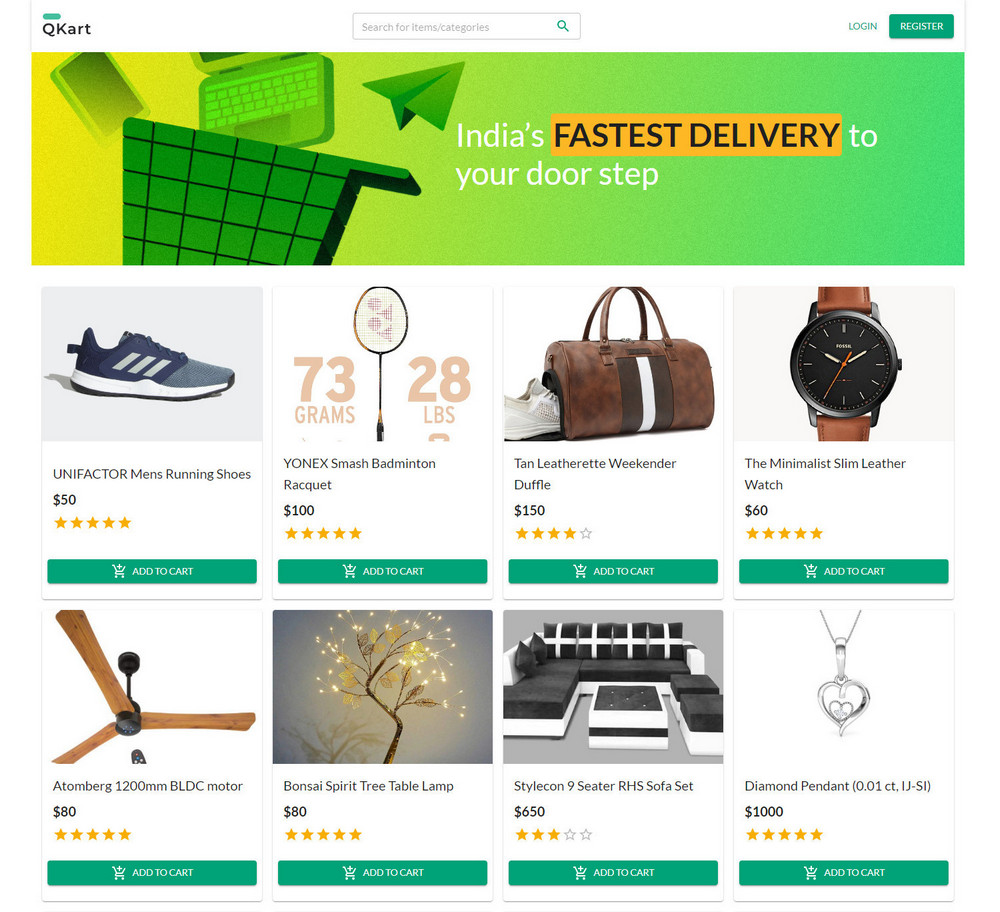 QKart
Search for items/categories
LOGIN
REGISTER
India's FASTEST DELIVERY to
your door step
73
GRAMS
28
LBS
FOSSIL
UNIFACTOR Mens Running Shoes
$50
YONEX Smash Badminton
Racquet
$100
Tan Leatherette Weekender
Duffle
$150
The Minimalist Slim Leather
Watch
$60
ADD TO CART
ADD TO CART
ADD TO CART
ADD TO CART
Atomberg 1200mm BLDC motor
$80
Bonsai Spirit Tree Table Lamp
$80
Stylecon 9 Seater RHS Sofa Set
$650
Diamond Pendant (0.01 ct, IJ-SI)
$1000
ADD TO CART
ADD TO CART
ADD TO CART
ADD TO CART